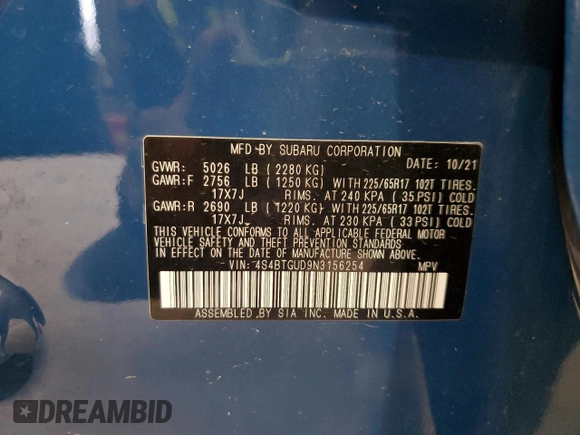 MFD-BY SUBARU CORPORATION
GVWR: 5026 LB (2280 KG) DATE: 10/21
GAWR:F 2756 LB (1250 KG) WITH 225/65R17 102T TIRES.
17X7J RIMS. AT 240 KPA (35 PSI) COLD
GAWR:R 2690 LB (1220 KG) WITH 225/65R17 102T TIRES.
17X7J RIMS. AT 230 KPA (33 PSI) COLD
THIS VEHICLE CONFORMS TO ALL APPLICABLE FEDERAL MOTOR
VEHICLE SAFETY AND THEFT PREVENTION STANDARDS IN
EFFECT ON THE DATE OF MANUFACTURE SHOWN ABOVE.
VIN: 4S4BTGUD9N3156254 MPV
ASSEMBLED BY SIA INC. MADE IN U.S.A.
DREAMBID